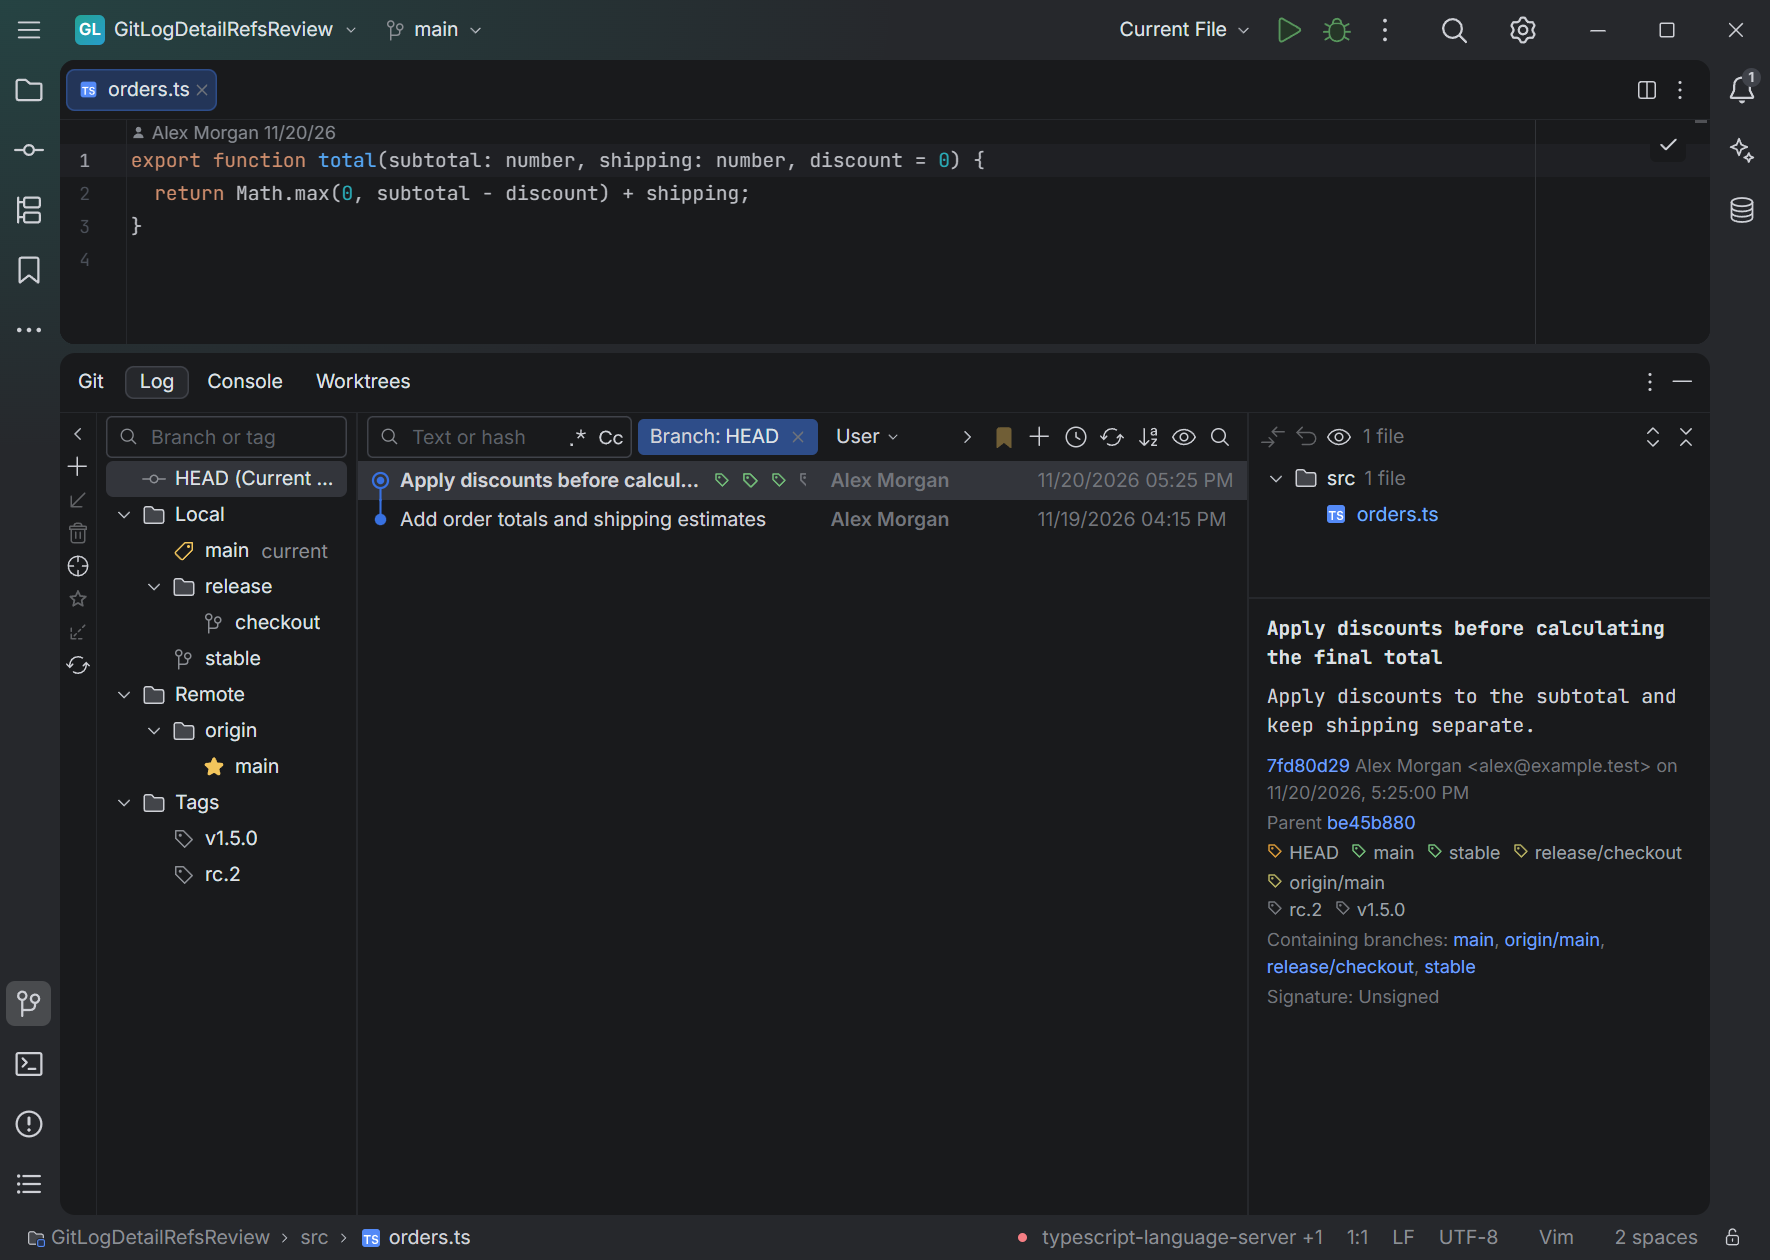 GL GitLogDetailRefsReview main Current File
orders.ts
1
Alex Morgan 11/20/26
1 export function total(subtotal: number, shipping: number, discount = 0) {
2 return Math.max(0, subtotal - discount) + shipping;
3 }
4
Git Log Console Worktrees
Branch or tag
HEAD (Current ...
Local
main current
release
checkout
stable
Remote
origin
main
Tags
v1.5.0
rc.2
Text or hash .* Cc Branch: HEAD User
Apply discounts before calcul... Alex Morgan 11/20/2026 05:25 PM
Add order totals and shipping estimates Alex Morgan 11/19/2026 04:15 PM
1 file
src 1 file
TS orders.ts
Apply discounts before calculating
the final total
Apply discounts to the subtotal and
keep shipping separate.
7fd80d29 Alex Morgan <alex@example.test> on
11/20/2026, 5:25:00 PM
Parent be45b880
HEAD main stable release/checkout
origin/main
rc.2 v1.5.0
Containing branches: main, origin/main,
release/checkout, stable
Signature: Unsigned
GitLogDetailRefsReview › src › TS orders.ts typescript-language-server +1 1:1 LF UTF-8 Vim 2 spaces